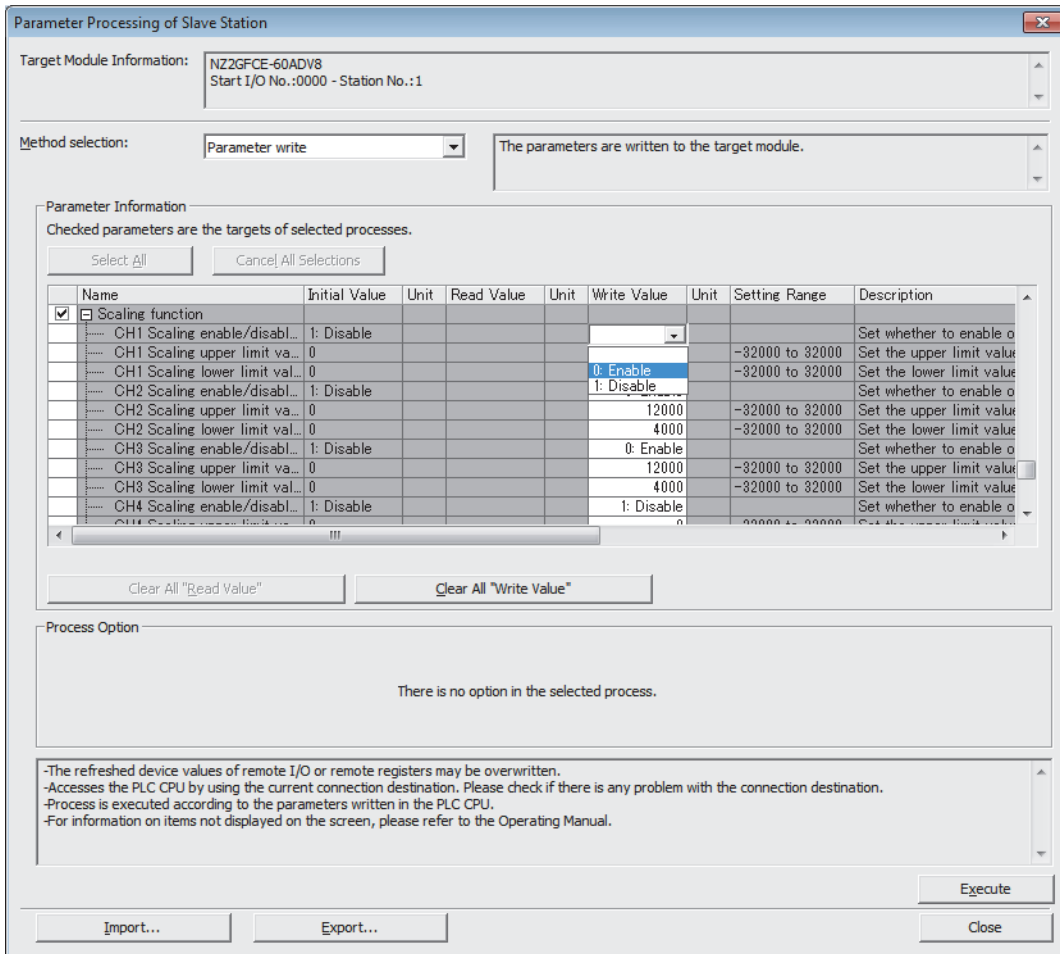 Parameter Processing of Slave Station
Target Module Information:
NZ2GFCE-60ADV8
Start I/O No.:0000 - Station No.:1
Method selection:
Parameter write
The parameters are written to the target module.
Parameter Information
Checked parameters are the targets of selected processes.
Select All Cancel All Selections
Name Initial Value Unit Read Value Unit Write Value Unit Setting Range Description
Scaling function
CH1 Scaling enable/disabl... 1: Disable Set whether to enable o
CH1 Scaling upper limit va... 0 -32000 to 32000 Set the upper limit value
CH1 Scaling lower limit val... 0 0: Enable -32000 to 32000 Set the lower limit value
CH2 Scaling enable/disabl... 1: Disable 1: Disable Set whether to enable o
CH2 Scaling upper limit va... 0 12000 -32000 to 32000 Set the upper limit value
CH2 Scaling lower limit val... 0 4000 -32000 to 32000 Set the lower limit value
CH3 Scaling enable/disabl... 1: Disable 0: Enable Set whether to enable o
CH3 Scaling upper limit va... 0 12000 -32000 to 32000 Set the upper limit value
CH3 Scaling lower limit val... 0 4000 -32000 to 32000 Set the lower limit value
CH4 Scaling enable/disabl... 1: Disable 1: Disable Set whether to enable o
Clear All "Read Value" Clear All "Write Value"
Process Option
There is no option in the selected process.
-The refreshed device values of remote I/O or remote registers may be overwritten.
-Accesses the PLC CPU by using the current connection destination. Please check if there is any problem with the connection destination.
-Process is executed according to the parameters written in the PLC CPU.
-For information on items not displayed on the screen, please refer to the Operating Manual.
Execute
Import... Export... Close